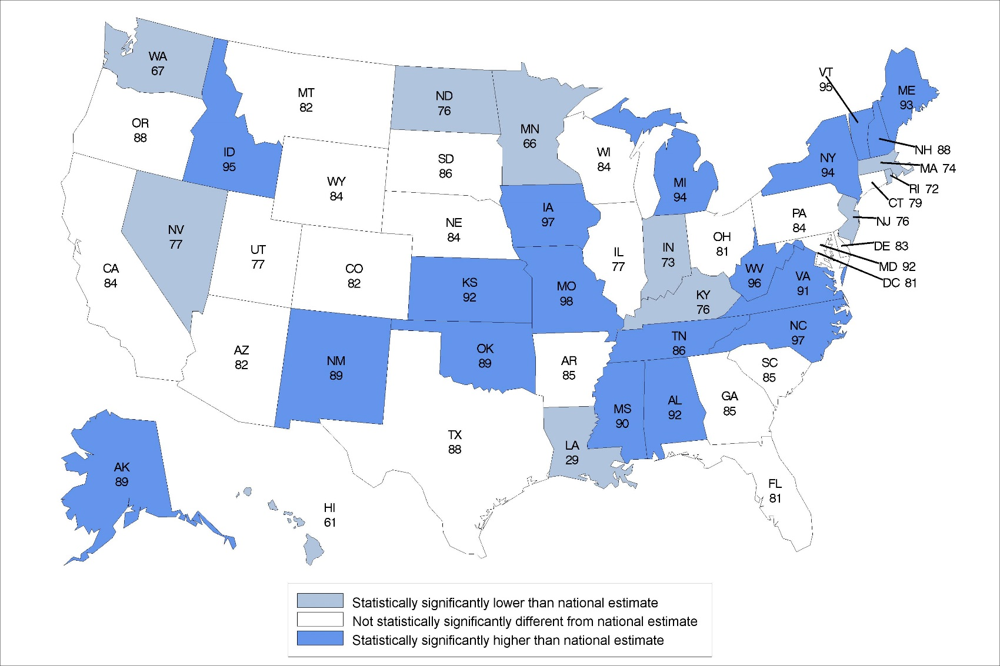 WA
67
MT
82
ND
76
MN
66
OR
88
ID
95
WY
84
SD
86
WI
84
MI
94
VT
95
ME
93
NH 88
NY
94
MA 74
RI 72
CT 79
NJ 76
PA
84
DE 83
MD 92
DC 81
NV
77
UT
77
CO
82
NE
84
IA
97
IL
77
IN
73
OH
81
WV
96
VA
91
CA
84
KS
92
MO
98
KY
76
NC
97
TN
86
AZ
82
NM
89
OK
89
AR
85
SC
85
GA
85
AL
92
MS
90
TX
88
LA
29
FL
81
AK
89
HI
61
Statistically significantly lower than national estimate
Not statistically significantly different from national estimate
Statistically significantly higher than national estimate